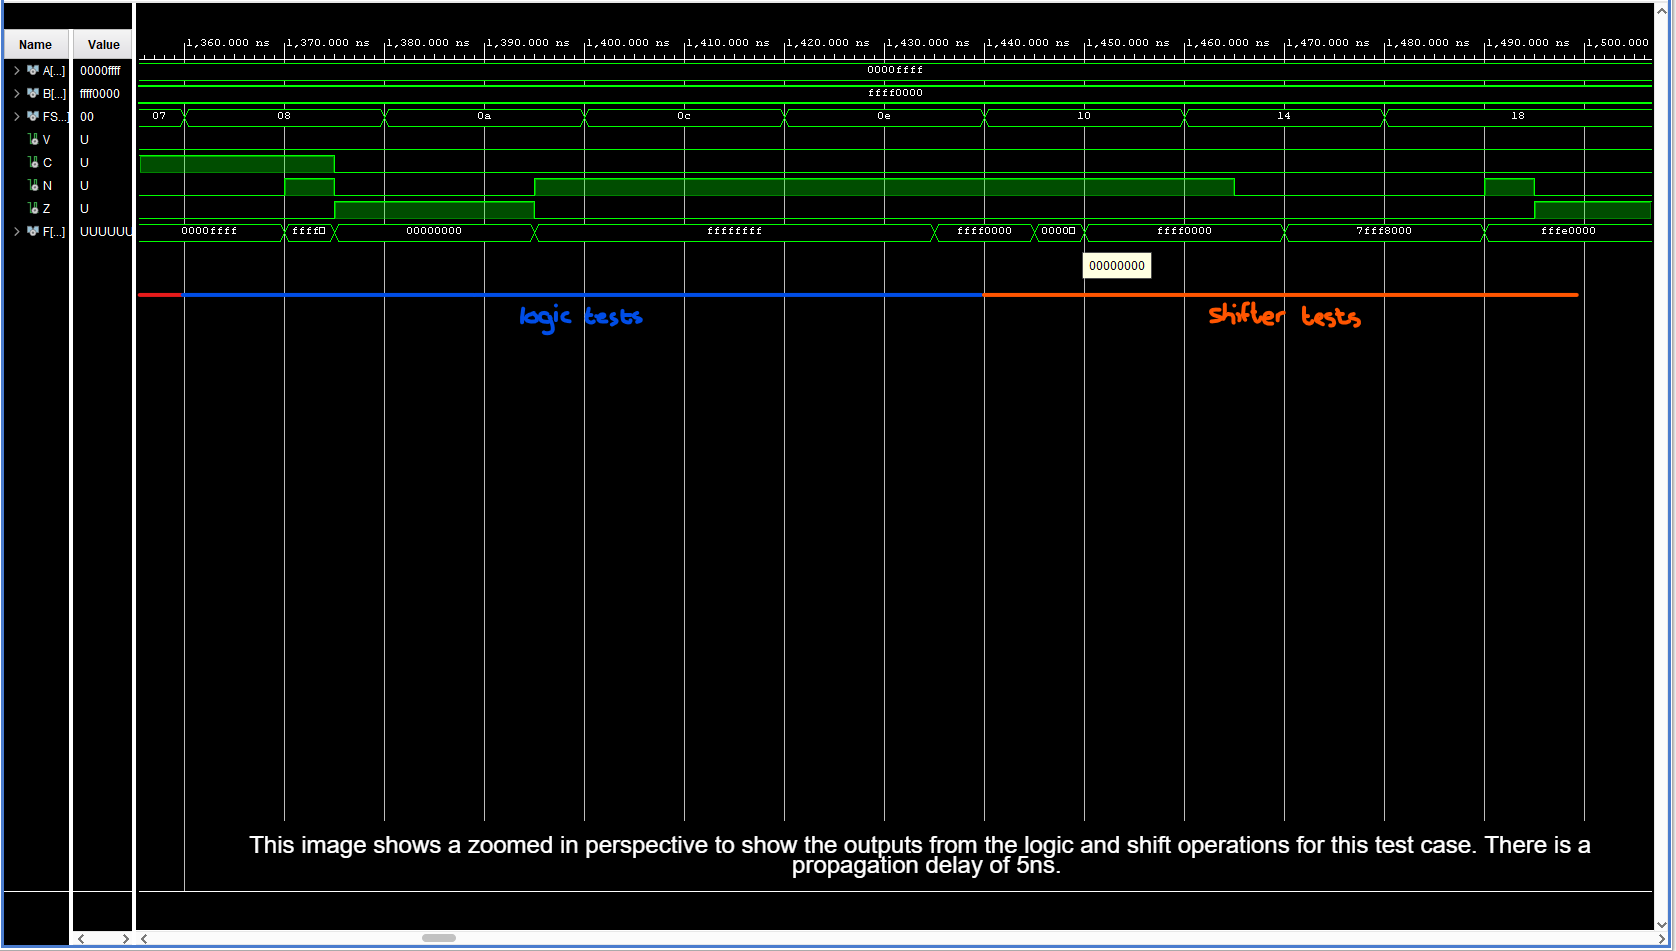 Name Value
1,360.000 ns 1,370.000 ns 1,380.000 ns 1,390.000 ns 1,400.000 ns 1,410.000 ns 1,420.000 ns 1,430.000 ns 1,440.000 ns 1,450.000 ns 1,460.000 ns 1,470.000 ns 1,480.000 ns 1,490.000 ns 1,500.000
A[...] 0000ffff 0000ffff
B[...] ffff0000 ffff0000
FS...] 00 07 08 0a 0c 0e 10 14 18
V U
C U
N U
Z U
F[...] UUUUUU 0000ffff ffff 00000000 ffffffff ffff0000 0000 ffff0000 7fff8000 fffe0000
00000000
logic tests
Shifter tests
This image shows a zoomed in perspective to show the outputs from the logic and shift operations for this test case. There is a
propagation delay of 5ns.